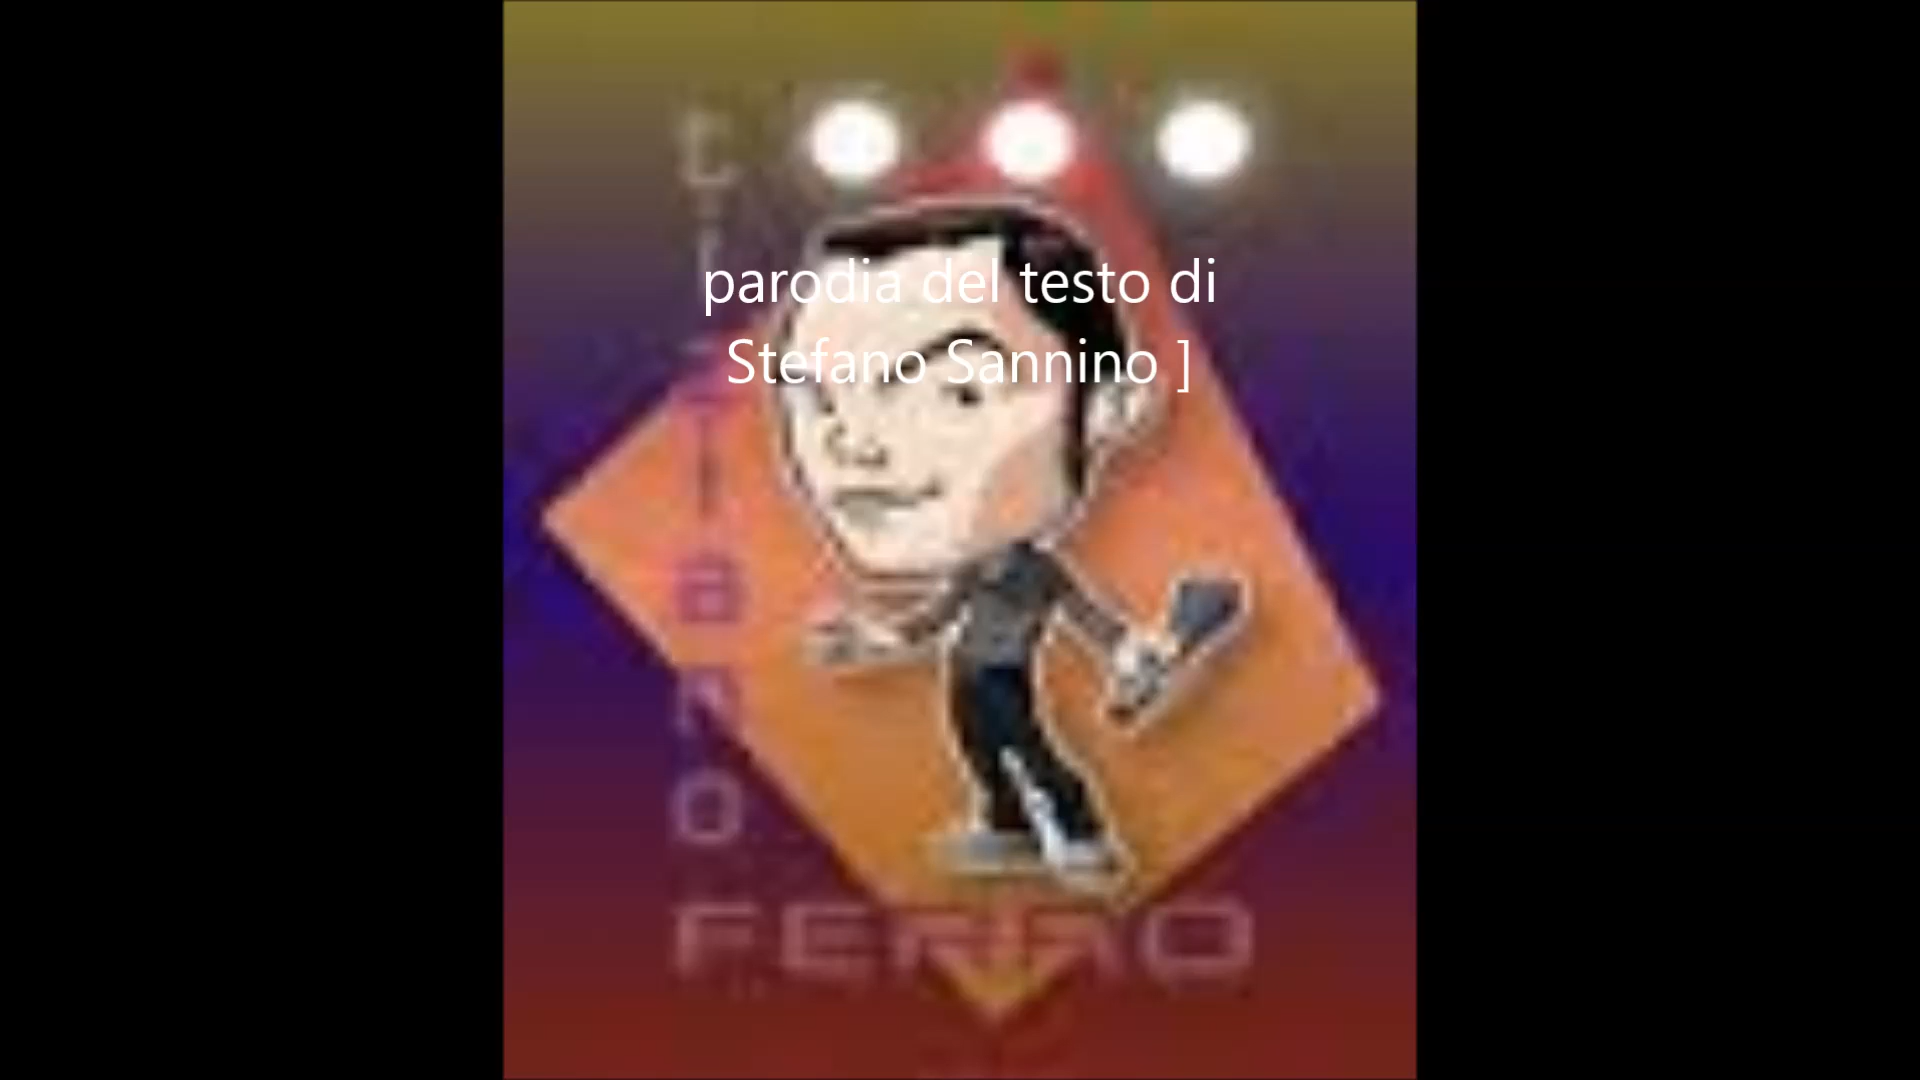 parodia del testo di
Stefano Sannino ]
FERRO